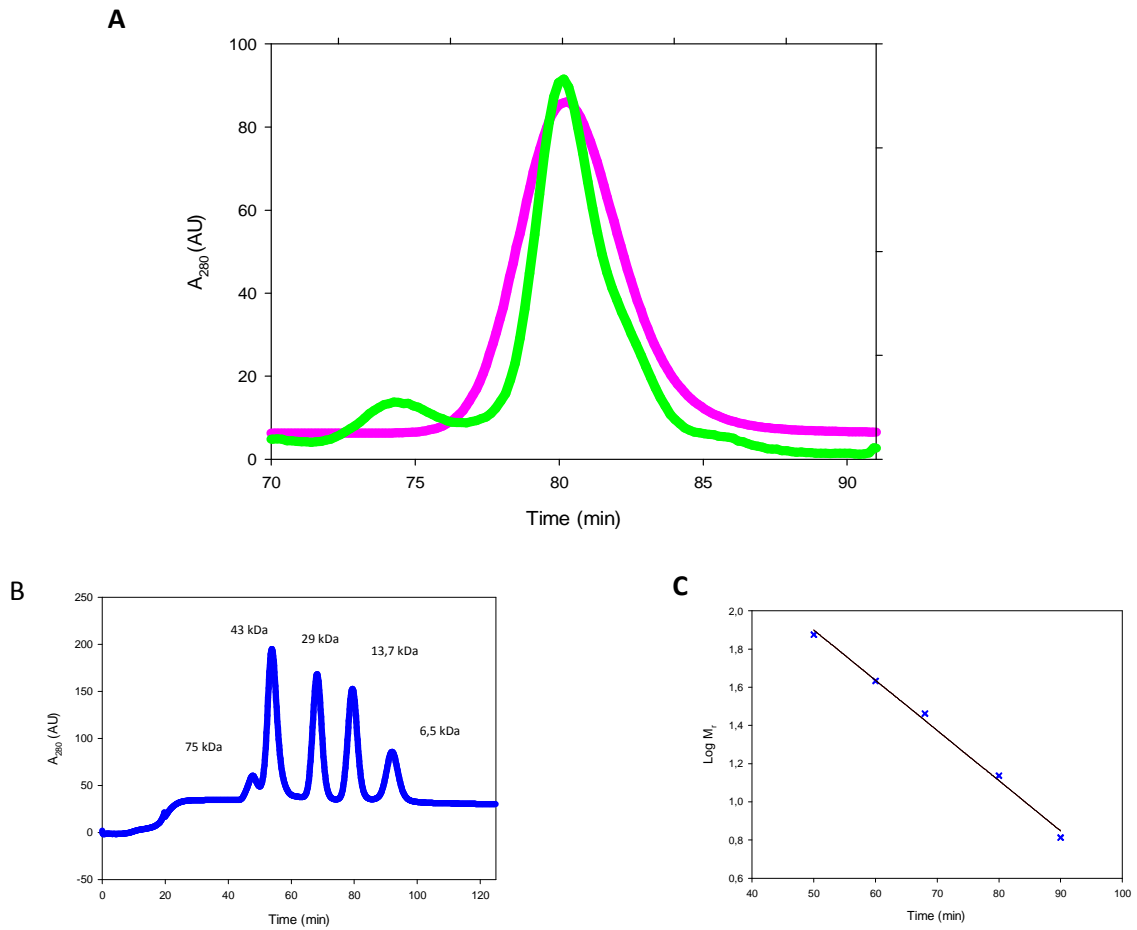 A
100
80
60
40
20
0
A280 (AU)
70 75 80 85 90
Time (min)
B
250
200
150
100
50
0
-50
A280 (AU)
43 kDa
29 kDa
13,7 kDa
6,5 kDa
75 kDa
0 20 40 60 80 100 120
Time (min)
C
2,0
1,8
1,6
1,4
1,2
1,0
0,8
0,6
Log Mr
40 50 60 70 80 90 100
Time (min)